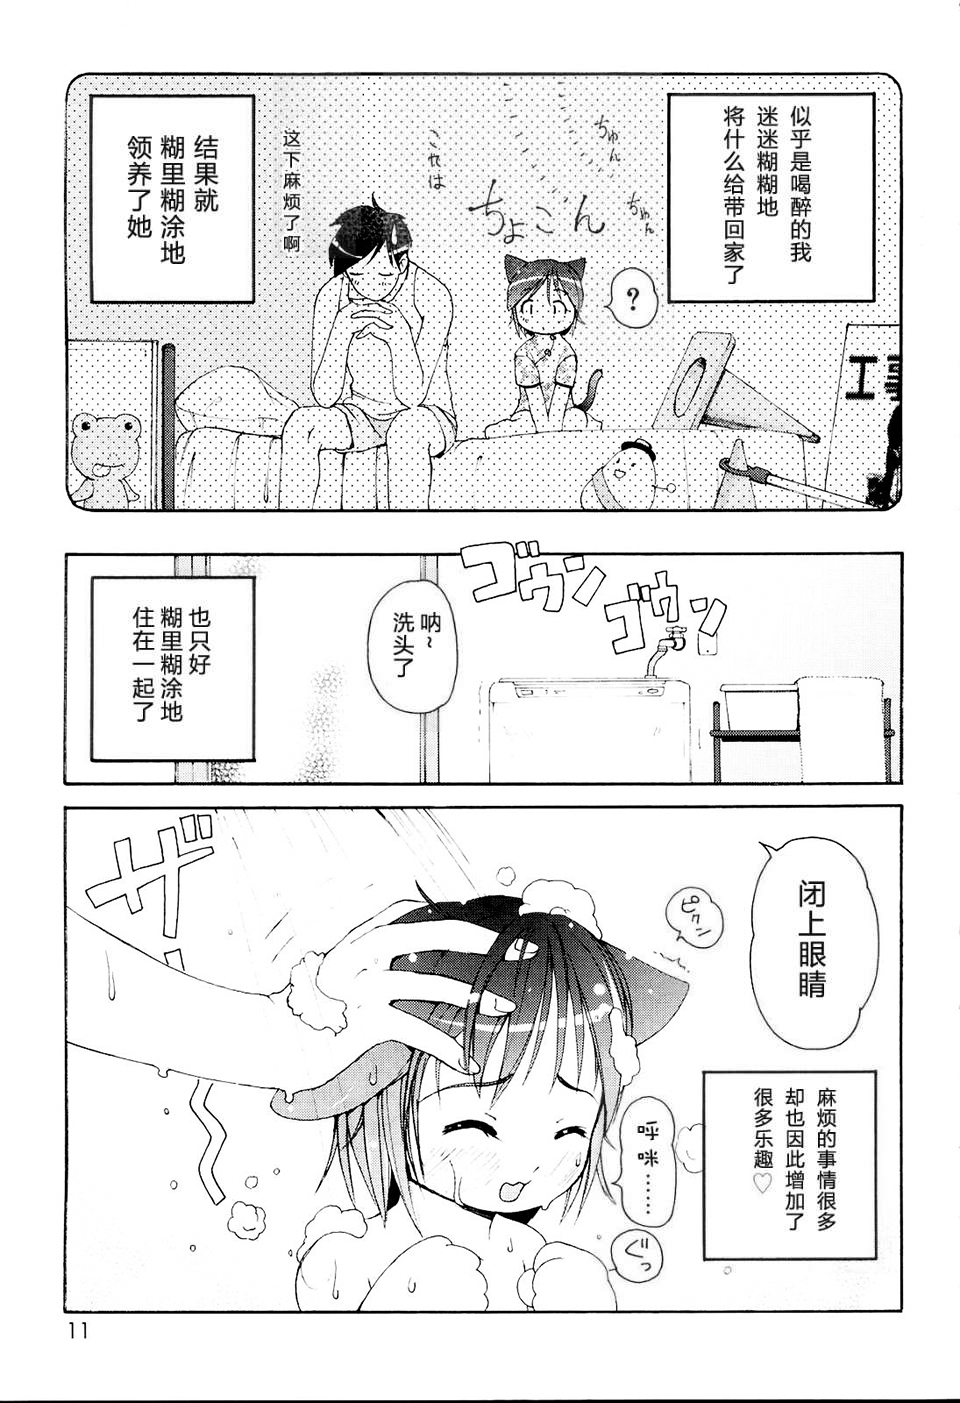 似乎是喝醉的我
迷迷糊糊地
将什么给带回家了
ちゅん
ちゅん
ちょこん
?
これは
这下麻烦了啊
结果就
糊里糊涂地
领养了她
ゴウン
ゴウン
呐~
洗头了
也只好
糊里糊涂地
住在一起了
闭上眼睛
ピクン
ザ
麻烦的事情很多
却也因此增加了
很多乐趣♡
呼咪……
ぐっ
11